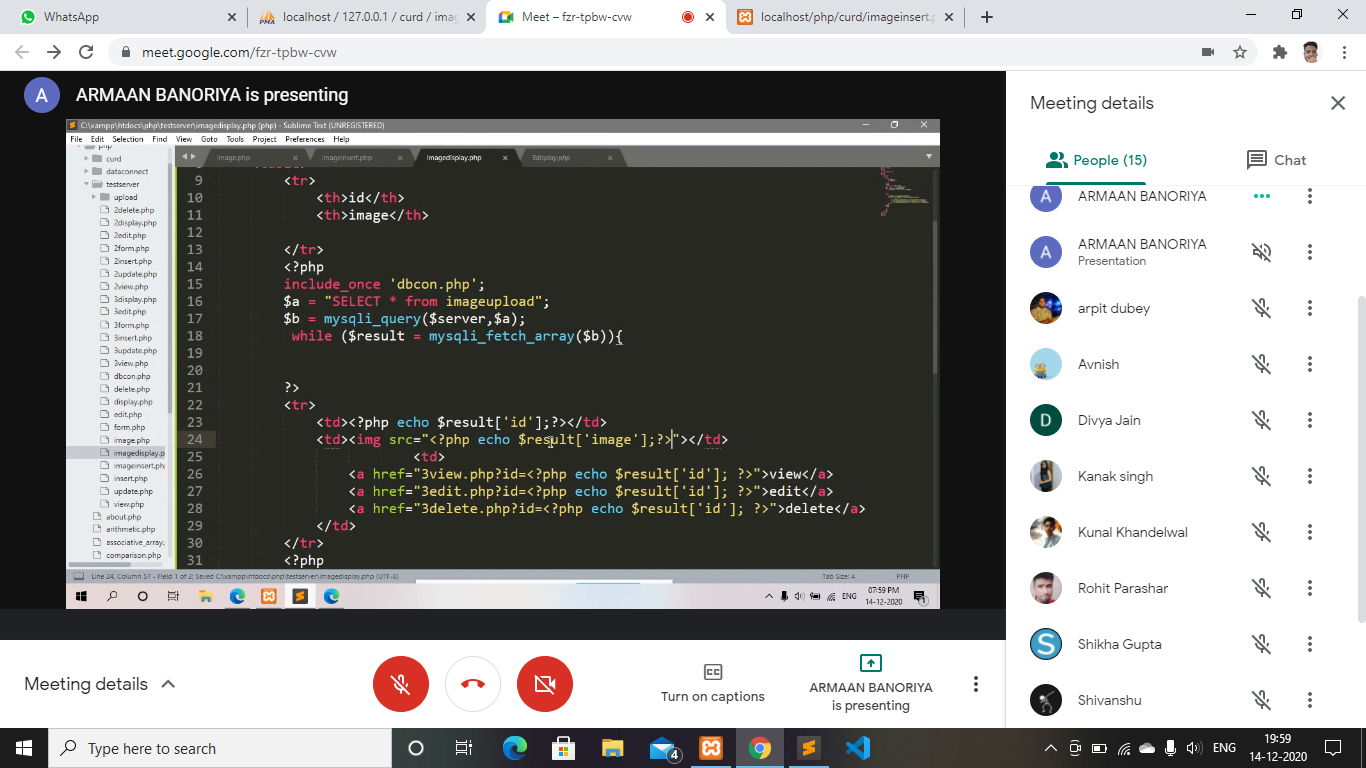 WhatsApp
localhost / 127.0.0.1 / curd / imag
Meet – fzr-tpbw-cvw
localhost/php/curd/imageinsert.p
meet.google.com/fzr-tpbw-cvw
A
ARMAAN BANORIYA is presenting
C:\xampp\htdocs\php\testserver\imagedisplay.php (php) - Sublime Text (UNREGISTERED)
File Edit Selection Find View Goto Tools Project Preferences Help
image.php
imageinsert.php
imagedisplay.php
3display.php
php
curd
dataconnect
testserver
upload
2delete.php
2display.php
2edit.php
2form.php
2insert.php
2update.php
2view.php
3display.php
3edit.php
3form.php
3insert.php
3update.php
3view.php
dbcon.php
delete.php
display.php
edit.php
form.php
image.php
imagedisplay.p
imageinsert.ph
insert.php
update.php
view.php
about.php
arithmetic.php
associative_array.
comparison.php
9 <tr>
10 <th>id</th>
11 <th>image</th>
12
13 </tr>
14 <?php
15 include_once 'dbcon.php';
16 $a = "SELECT * from imageupload";
17 $b = mysqli_query($server,$a);
18 while ($result = mysqli_fetch_array($b)){
19
20
21 ?>
22 <tr>
23 <td><?php echo $result['id'];?></td>
24 <td><img src="<?php echo $result['image'];?>"></td>
25 <td>
26 <a href="3view.php?id=<?php echo $result['id']; ?>">view</a>
27 <a href="3edit.php?id=<?php echo $result['id']; ?>">edit</a>
28 <a href="3delete.php?id=<?php echo $result['id']; ?>">delete</a>
29 </td>
30 </tr>
31 <?php
Line 24, Column 57 - Field 1 of 2; Saved C:\xampp\htdocs\php\testserver\imagedisplay.php (UTF-8)
Tab Size: 4
PHP
ENG
07:59 PM
14-12-2020
1
Meeting details
People (15)
Chat
A
ARMAAN BANORIYA
A
ARMAAN BANORIYA
Presentation
arpit dubey
Avnish
D
Divya Jain
Kanak singh
Kunal Khandelwal
Rohit Parashar
S
Shikha Gupta
Shivanshu
Meeting details
Turn on captions
ARMAAN BANORIYA
is presenting
Type here to search
4
ENG
19:59
14-12-2020